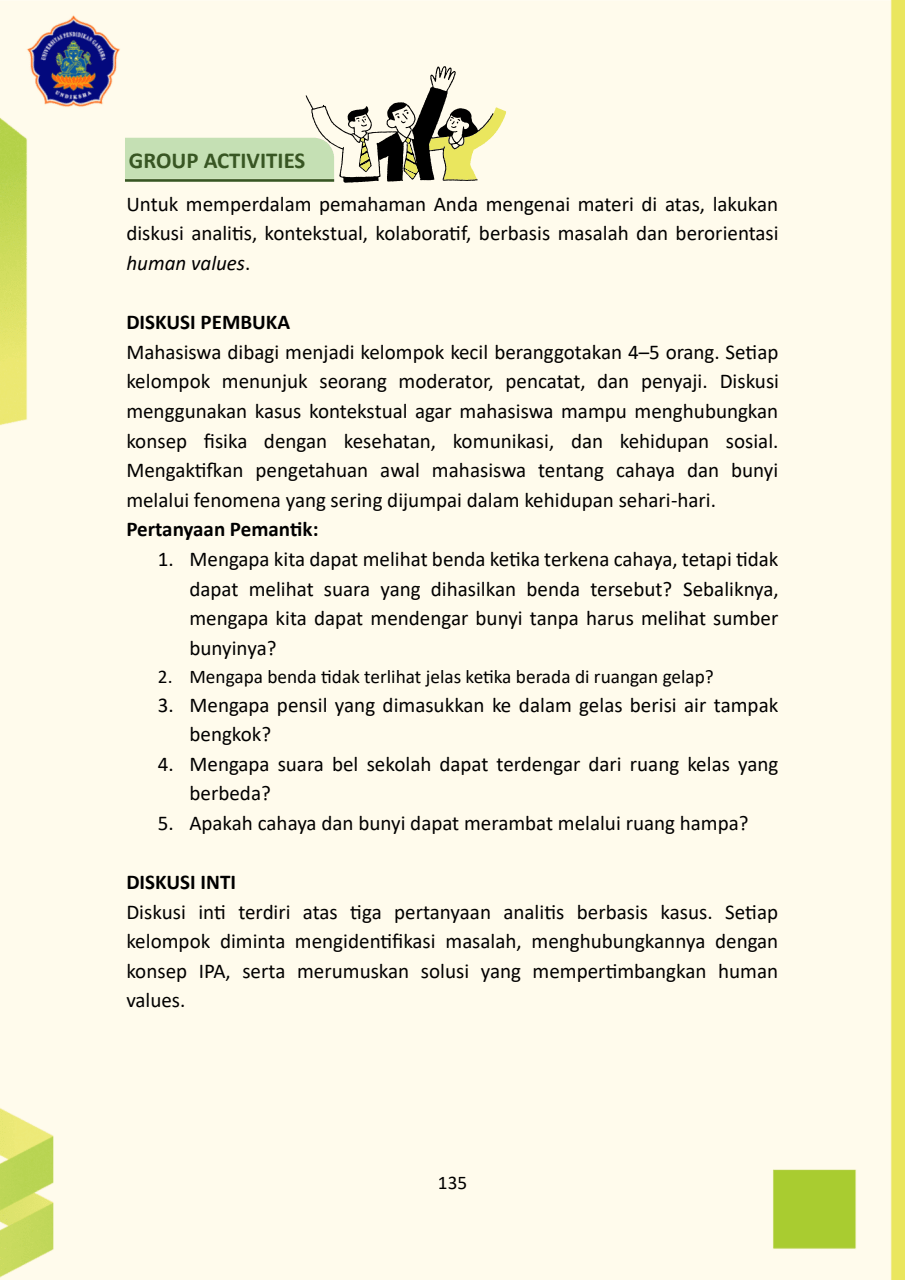 UNIVERSITAS PENDIDIKAN GANESHA
UNDIKSHA
GROUP ACTIVITIES
Untuk memperdalam pemahaman Anda mengenai materi di atas, lakukan
diskusi analitis, kontekstual, kolaboratif, berbasis masalah dan berorientasi
human values.
DISKUSI PEMBUKA
Mahasiswa dibagi menjadi kelompok kecil beranggotakan 4–5 orang. Setiap
kelompok menunjuk seorang moderator, pencatat, dan penyaji. Diskusi
menggunakan kasus kontekstual agar mahasiswa mampu menghubungkan
konsep fisika dengan kesehatan, komunikasi, dan kehidupan sosial.
Mengaktifkan pengetahuan awal mahasiswa tentang cahaya dan bunyi
melalui fenomena yang sering dijumpai dalam kehidupan sehari-hari.
Pertanyaan Pemantik:
1. Mengapa kita dapat melihat benda ketika terkena cahaya, tetapi tidak
dapat melihat suara yang dihasilkan benda tersebut? Sebaliknya,
mengapa kita dapat mendengar bunyi tanpa harus melihat sumber
bunyinya?
2. Mengapa benda tidak terlihat jelas ketika berada di ruangan gelap?
3. Mengapa pensil yang dimasukkan ke dalam gelas berisi air tampak
bengkok?
4. Mengapa suara bel sekolah dapat terdengar dari ruang kelas yang
berbeda?
5. Apakah cahaya dan bunyi dapat merambat melalui ruang hampa?
DISKUSI INTI
Diskusi inti terdiri atas tiga pertanyaan analitis berbasis kasus. Setiap
kelompok diminta mengidentifikasi masalah, menghubungkannya dengan
konsep IPA, serta merumuskan solusi yang mempertimbangkan human
values.
135